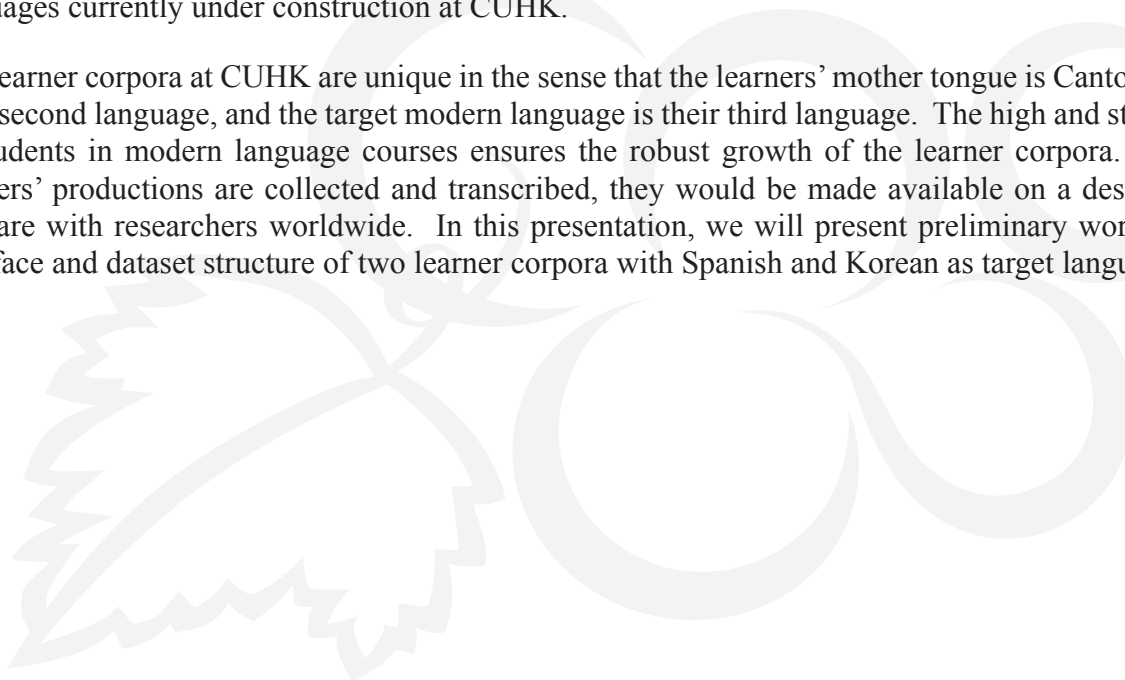 uages currently under construction at CUHK.
earner corpora at CUHK are unique in the sense that the learners’ mother tongue is Canto
second language, and the target modern language is their third language. The high and st
udents in modern language courses ensures the robust growth of the learner corpora.
ers’ productions are collected and transcribed, they would be made available on a des
are with researchers worldwide. In this presentation, we will present preliminary wor
face and dataset structure of two learner corpora with Spanish and Korean as target langu